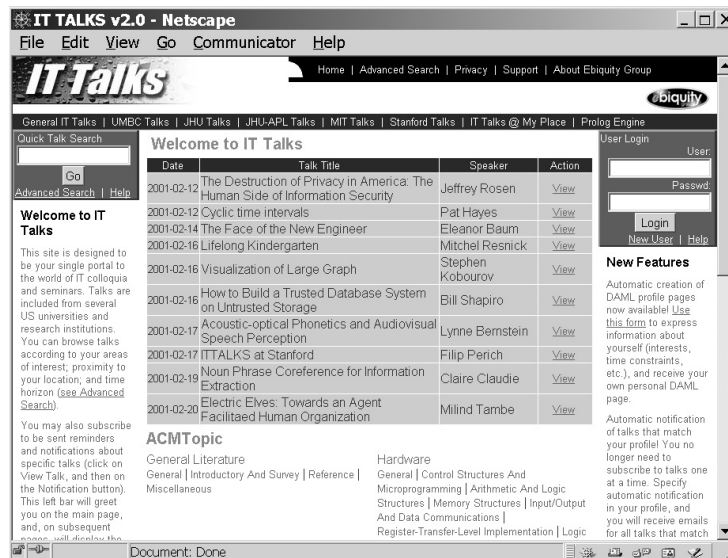 IT TALKS v2.0 - Netscape
File Edit View Go Communicator Help
IT Talks
Home | Advanced Search | Privacy | Support | About Ebiquity Group
ebiquity
General IT Talks | UMBC Talks | JHU Talks | JHU-APL Talks | MIT Talks | Stanford Talks | IT Talks @ My Place | Prolog Engine
Quick Talk Search
Go
Advanced Search | Help
Welcome to IT
Talks
This site is designed to
be your single portal to
the world of IT colloquia
and seminars. Talks are
included from several
US universities and
research institutions.
You can browse talks
according to your areas
of interest; proximity to
your location; and time
horizon (see Advanced
Search).
You may also subscribe
to be sent reminders
and notifications about
specific talks (click on
View Talk, and then on
the Notification button).
This left bar will greet
you on the main page,
and, on subsequent
pages, will display the
Welcome to IT Talks
Date Talk Title Speaker Action
2001-02-12 The Destruction of Privacy in America: The
Human Side of Information Security Jeffrey Rosen View
2001-02-12 Cyclic time intervals Pat Hayes View
2001-02-14 The Face of the New Engineer Eleanor Baum View
2001-02-16 Lifelong Kindergarten Mitchel Resnick View
2001-02-16 Visualization of Large Graph Stephen
Kobourov View
2001-02-16 How to Build a Trusted Database System
on Untrusted Storage Bill Shapiro View
2001-02-17 Acoustic-optical Phonetics and Audiovisual
Speech Perception Lynne Bernstein View
2001-02-17 ITTALKS at Stanford Filip Perich View
2001-02-19 Noun Phrase Coreference for Information
Extraction Claire Claudie View
2001-02-20 Electric Elves: Towards an Agent
Facilitaed Human Organization Milind Tambe View
ACMTopic
General Literature
General | Introductory And Survey | Reference |
Miscellaneous
Hardware
General | Control Structures And
Microprogramming | Arithmetic And Logic
Structures | Memory Structures | Input/Output
And Data Communications |
Register-Transfer-Level Implementation | Logic
User Login
User:
Passwd:
Login
New User | Help
New Features
Automatic creation of
DAML profile pages
now available! Use
this form to express
information about
yourself (interests,
time constraints,
etc.), and receive your
own personal DAML
page.
Automatic notification
of talks that match
your profile! You no
longer need to
subscribe to talks one
at a time. Specify
automatic notification
in your profile, and
you will receive emails
for all talks that match
Document: Done